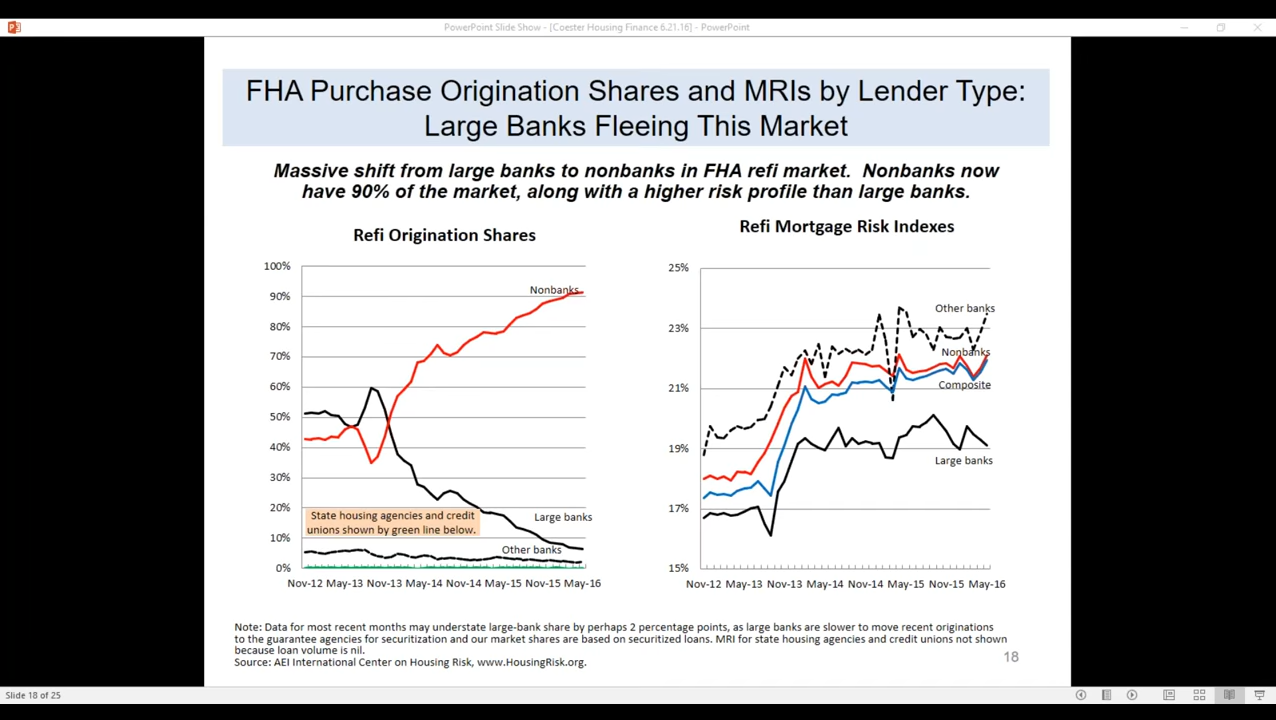 PowerPoint Slide Show - [Coester Housing Finance 6.21.16] - PowerPoint
FHA Purchase Origination Shares and MRIs by Lender Type:
Large Banks Fleeing This Market
Massive shift from large banks to nonbanks in FHA refi market. Nonbanks now
have 90% of the market, along with a higher risk profile than large banks.
Refi Origination Shares
100%
90%
80%
70%
60%
50%
40%
30%
20%
10%
0%
Nonbanks
Large banks
State housing agencies and credit
unions shown by green line below.
Other banks
Nov-12 May-13 Nov-13 May-14 Nov-14 May-15 Nov-15 May-16
Refi Mortgage Risk Indexes
25%
23%
21%
19%
17%
15%
Other banks
Nonbanks
Composite
Large banks
Nov-12 May-13 Nov-13 May-14 Nov-14 May-15 Nov-15 May-16
Note: Data for most recent months may understate large-bank share by perhaps 2 percentage points, as large banks are slower to move recent originations
to the guarantee agencies for securitization and our market shares are based on securitized loans. MRI for state housing agencies and credit unions not shown
because loan volume is nil.
Source: AEI International Center on Housing Risk, www.HousingRisk.org.
18
Slide 18 of 25